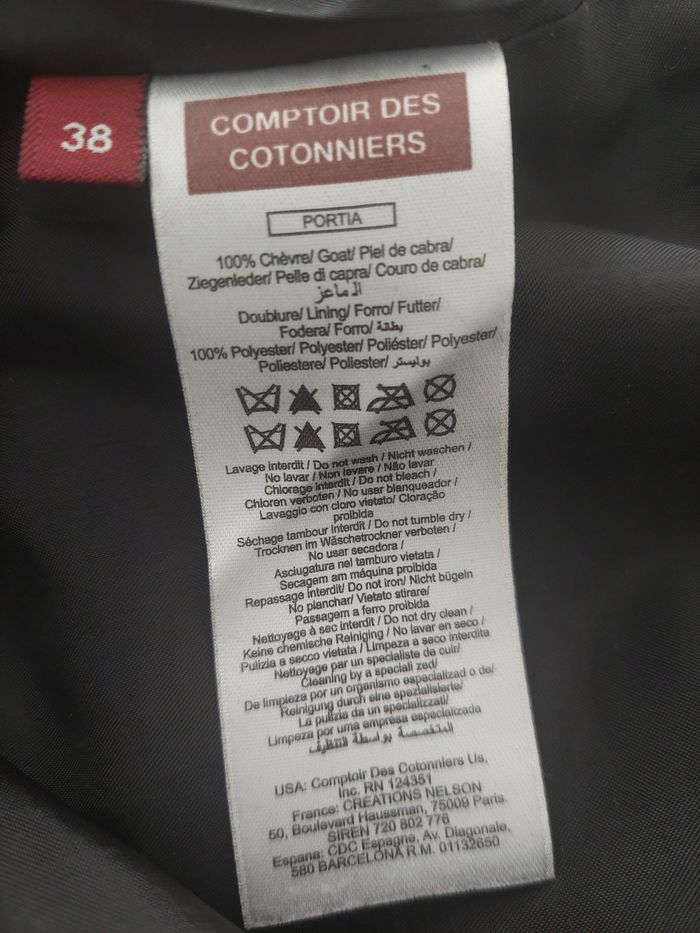 38
COMPTOIR DES
COTONNIERS
PORTIA
100% Chèvre/ Goat/ Piel de cabra/
Ziegenleder/ Pelle di capra/ Couro de cabra/
الماعز
Doublure/ Lining/ Forro/ Futter/
Fodera/ Forro/ بطانة
100% Polyester/ Polyester/ Poliéster/ Polyester/
Poliestere/ Poliester/ بوليستر
Lavage interdit / Do not wash / Nicht waschen /
No lavar / Non lavare / Não lavar
Chlorage interdit / Do not bleach /
Chloren verboten / No usar blanqueador /
Lavaggio con cloro vietato/ Cloração
proibida
Séchage tambour interdit / Do not tumble dry /
Trocknen im Wäschetrockner verboten /
No usar secadora /
Asciugatura nel tamburo vietata /
Secagem am máquina proibida
Repassage interdit/ Do not iron/ Nicht bügeln
No planchar/ Vietato stirare/
Passagem a ferro proibida
Nettoyage à sec interdit / Do not dry clean /
Keine chemische Reiniging / No lavar en seco /
Pulizia a secco vietata / Limpeza a seco interdita
Nettoyage par un specialiste de cuir/
Cleaning by a speciali zed/
De limpieza por un organismo especializad o de/
Reinigung durch eine spezialisierte/
La pulizia da un specializzati/
Limpeza por uma empresa especializada
المتخصصة بواسطة التنظيف
USA: Comptoir Des Cotonniers Us,
Inc. RN 124351
France: CREATIONS NELSON
50, Boulevard Haussman, 75009 Paris.
SIREN 720 802 776
Espana: CDC Espagne, Av. Diagonale,
580 BARCELONA R.M. 01132650